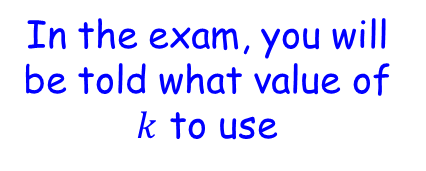 In the exam, you will
be told what value of
k to use